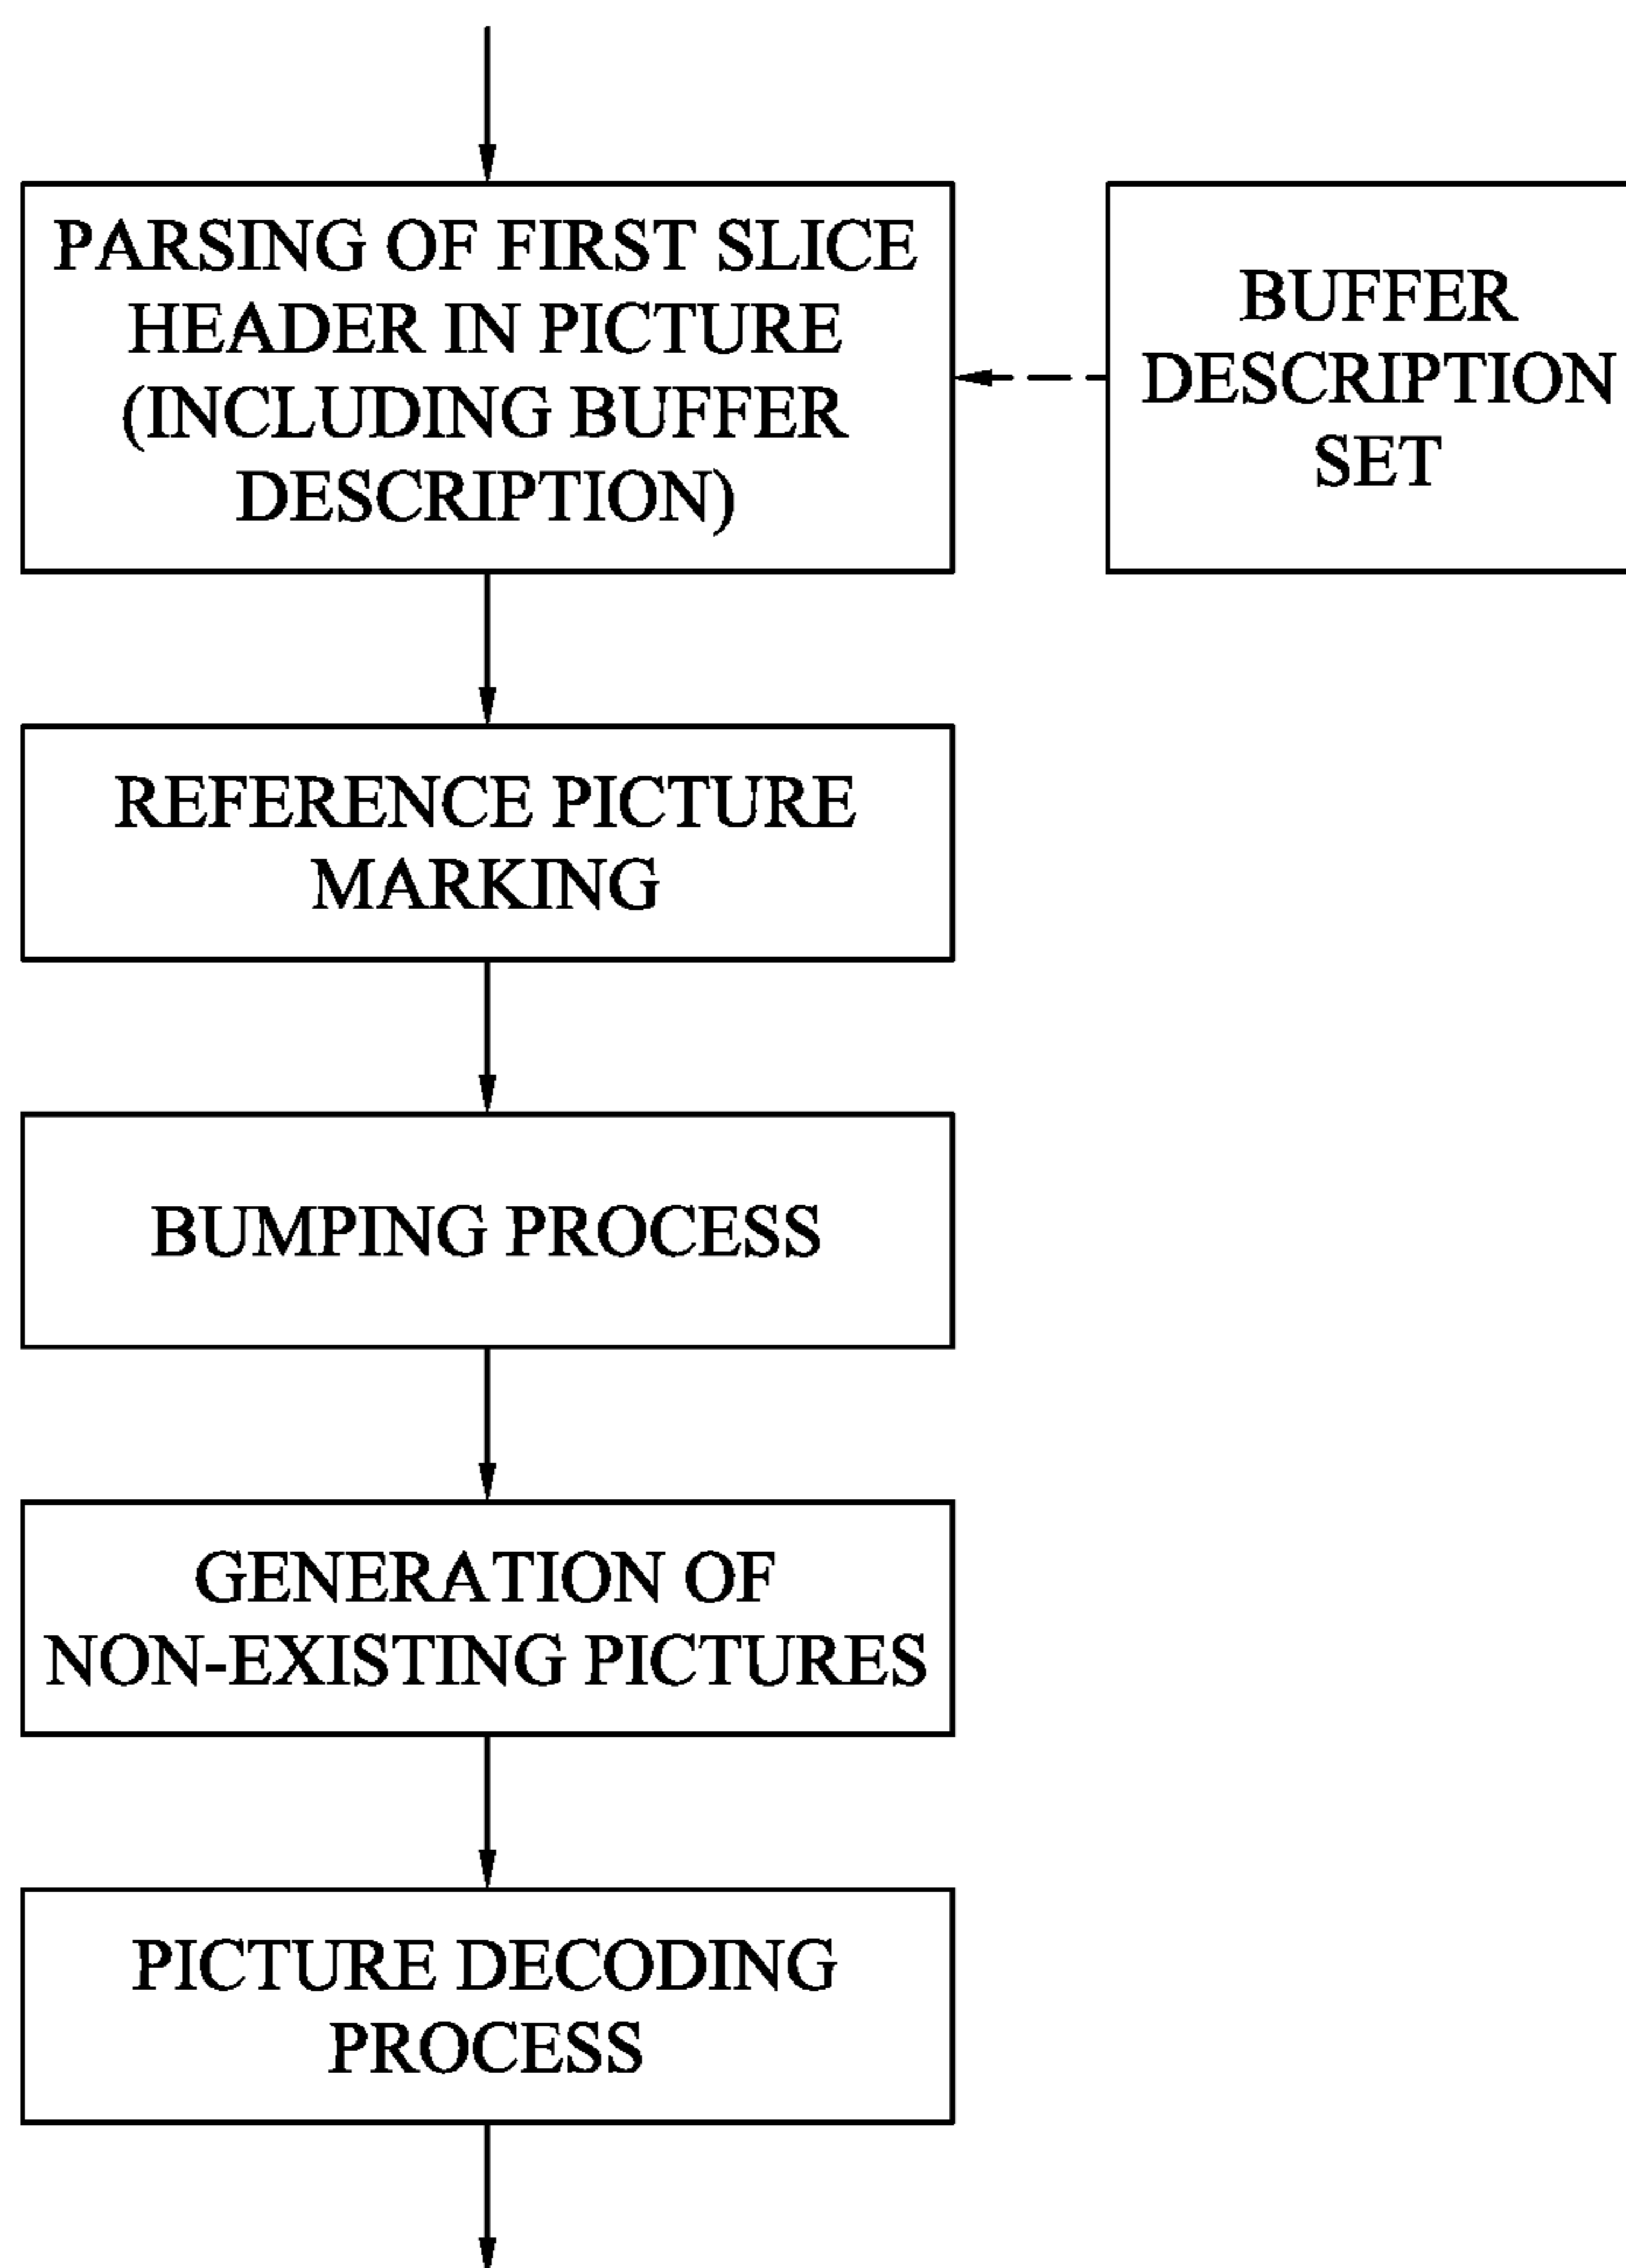 PARSING OF FIRST SLICE
HEADER IN PICTURE
(INCLUDING BUFFER
DESCRIPTION)
BUFFER
DESCRIPTION
SET
REFERENCE PICTURE
MARKING
BUMPING PROCESS
GENERATION OF
NON-EXISTING PICTURES
PICTURE DECODING
PROCESS